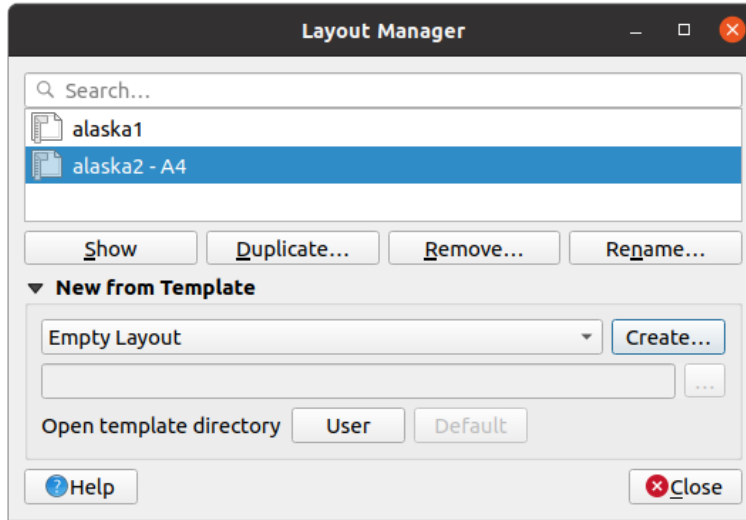 Layout Manager
Search...
alaska1
alaska2 - A4
Show Duplicate... Remove... Rename...
New from Template
Empty Layout Create...
...
Open template directory User Default
Help Close